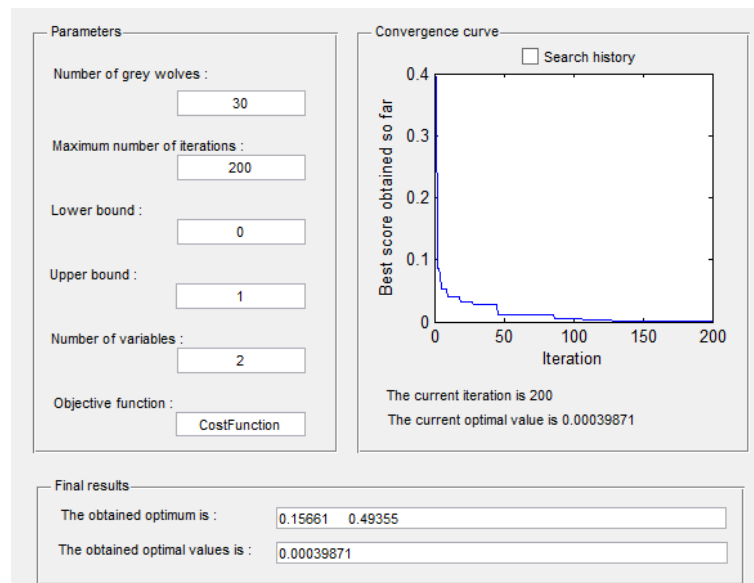 Parameters
Number of grey wolves :
30
Maximum number of iterations :
200
Lower bound :
0
Upper bound :
1
Number of variables :
2
Objective function :
CostFunction
Convergence curve
Search history
Best score obtained so far
0.4
0.3
0.2
0.1
0
0 50 100 150 200
Iteration
The current iteration is 200
The current optimal value is 0.00039871
Final results
The obtained optimum is :
0.15661 0.49355
The obtained optimal values is :
0.00039871